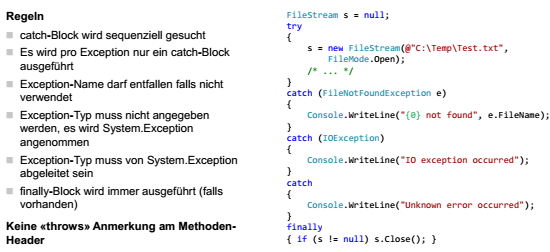 Regeln
catch-Block wird sequenziell gesucht
Es wird pro Exception nur ein catch-Block
ausgeführt
Exception-Name darf entfallen falls nicht
verwendet
Exception-Typ muss nicht angegeben
werden, es wird System.Exception
angenommen
Exception-Typ muss von System.Exception
abgeleitet sein
finally-Block wird immer ausgeführt (falls
vorhanden)
Keine «throws» Anmerkung am Methoden-
Header
FileStream s = null;
try
{
s = new FileStream(@"C:\Temp\Test.txt",
FileMode.Open);
/* ... */
}
catch (FileNotFoundException e)
{
Console.WriteLine("{0} not found", e.FileName);
}
catch (IOException)
{
Console.WriteLine("IO exception occurred");
}
catch
{
Console.WriteLine("Unknown error occurred");
}
finally
{ if (s != null) s.Close(); }